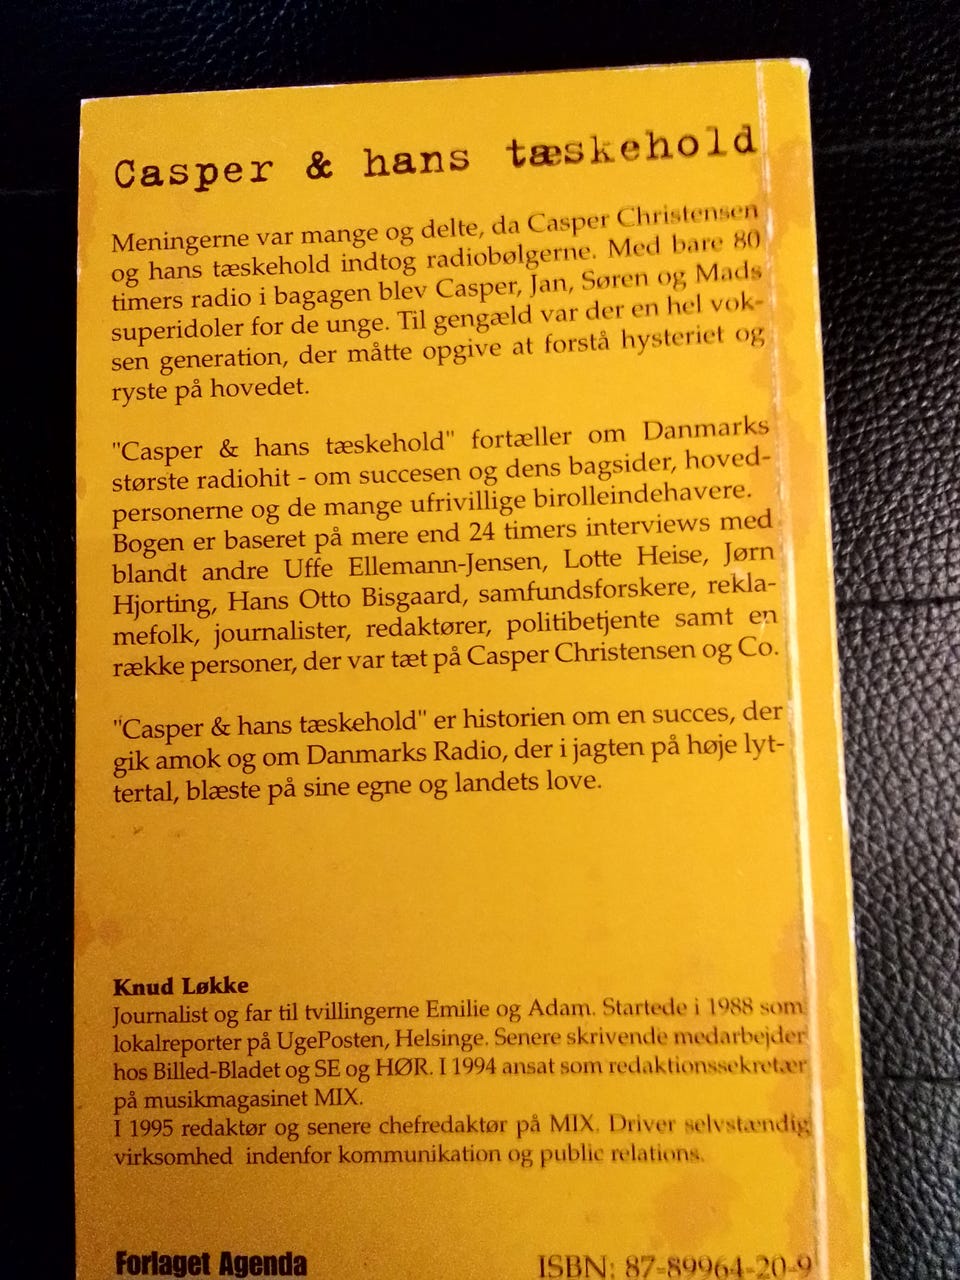 Casper & hans tæskehold
Meningerne var mange og delte, da Casper Christensen
og hans tæskehold indtog radiobølgerne. Med bare 80
timers radio i bagagen blev Casper, Jan, Søren og Mads
superidoler for de unge. Til gengæld var der en hel vok-
sen generation, der måtte opgive at forstå hysteriet og
ryste på hovedet.
"Casper & hans tæskehold" fortæller om Danmarks
største radiohit - om succesen og dens bagsider, hoved-
personerne og de mange ufrivillige birolleindehavere.
Bogen er baseret på mere end 24 timers interviews med
blandt andre Uffe Ellemann-Jensen, Lotte Heise, Jørn
Hjorting, Hans Otto Bisgaard, samfundsforskere, rekla-
mefolk, journalister, redaktører, politibetjente samt en
række personer, der var tæt på Casper Christensen og Co.
"Casper & hans tæskehold" er historien om en succes, der
gik amok og om Danmarks Radio, der i jagten på høje lyt-
tertal, blæste på sine egne og landets love.
Knud Løkke
Journalist og far til tvillingerne Emilie og Adam. Startede i 1988 som
lokalreporter på UgePosten, Helsinge. Senere skrivende medarbejder
hos Billed-Bladet og SE og HØR. I 1994 ansat som redaktionssekretær
på musikmagasinet MIX.
I 1995 redaktør og senere chefredaktør på MIX. Driver selvstændig
virksomhed indenfor kommunikation og public relations.
Forlaget Agenda
ISBN: 87-89964-20-9